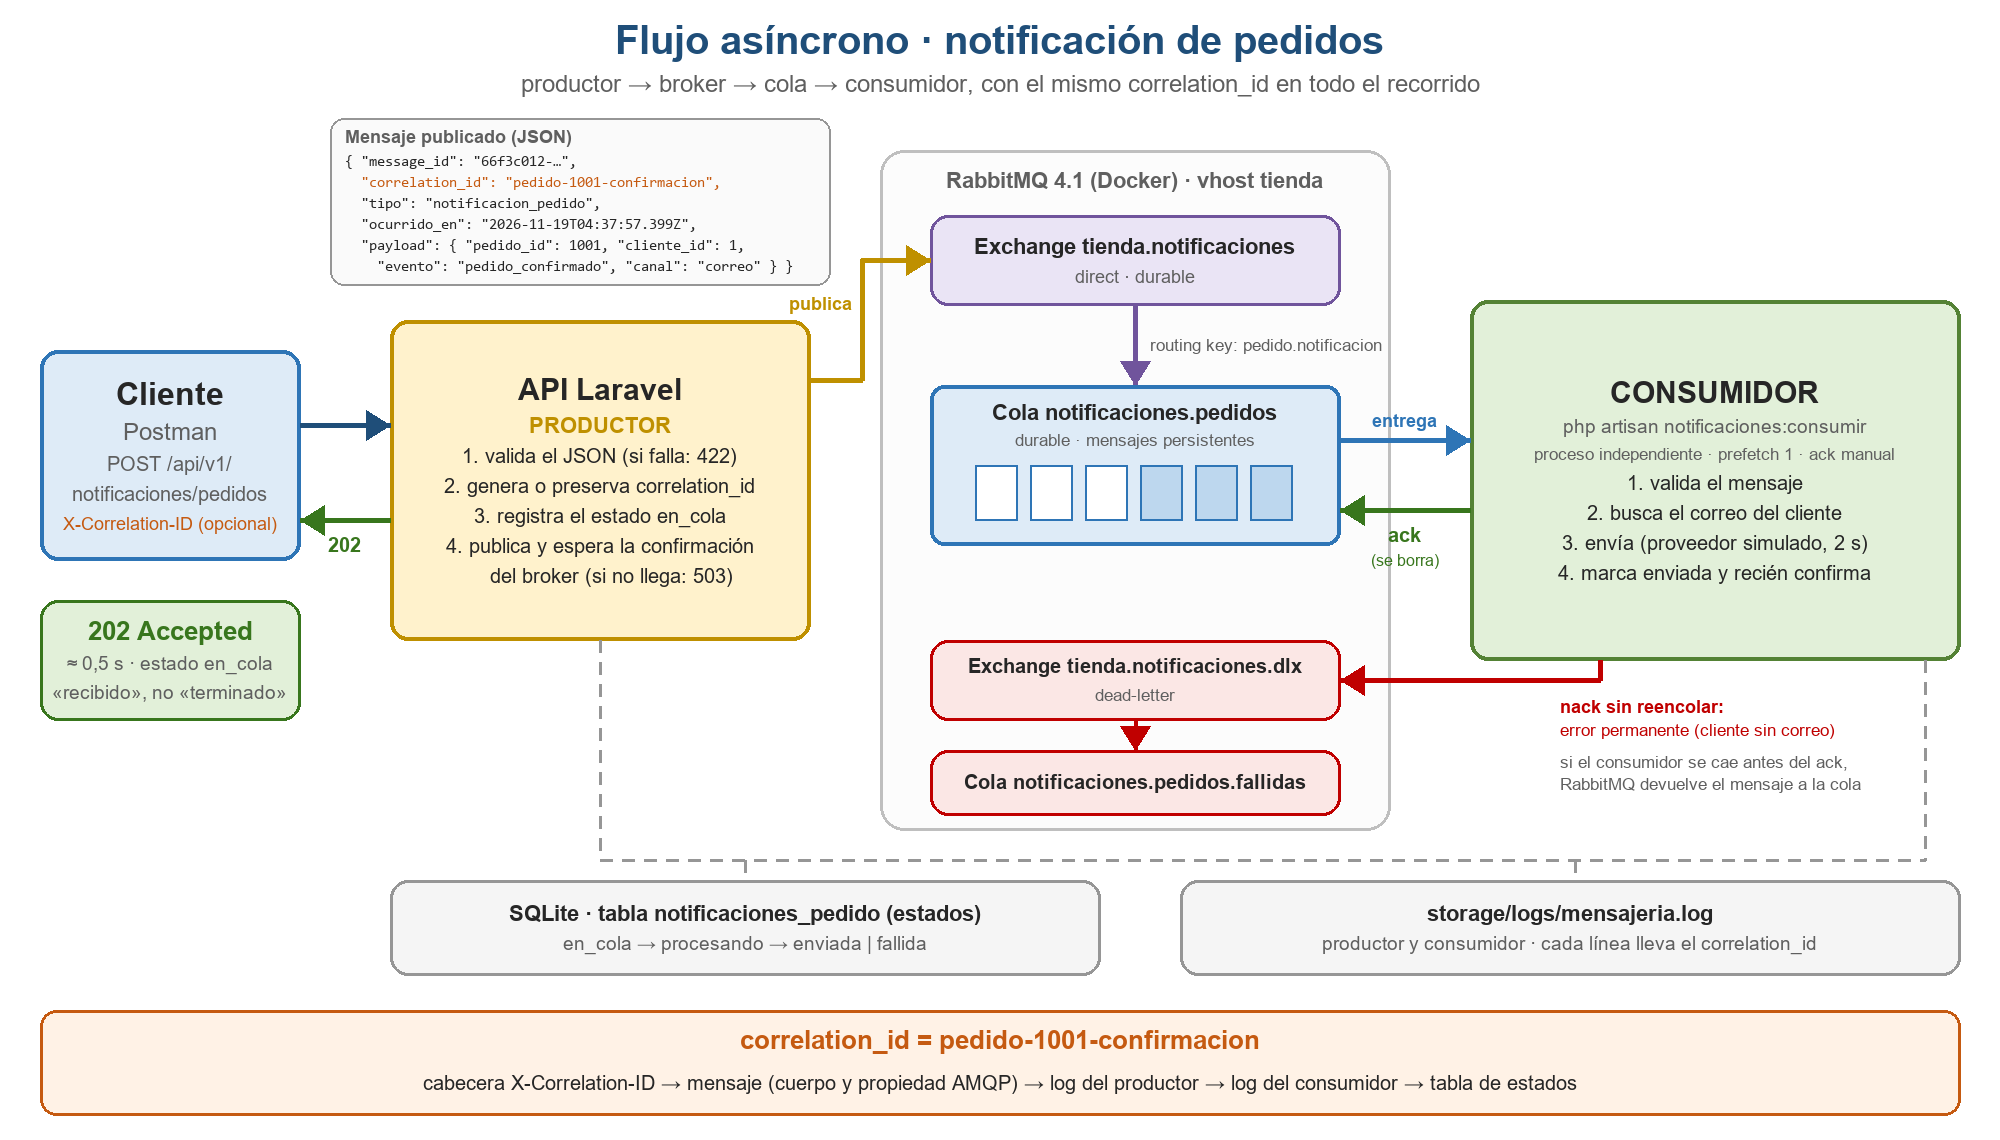 Flujo asíncrono · notificación de pedidos
productor → broker → cola → consumidor, con el mismo correlation_id en todo el recorrido
Mensaje publicado (JSON)
{ "message_id": "66f3c012-…",
"correlation_id": "pedido-1001-confirmacion",
"tipo": "notificacion_pedido",
"ocurrido_en": "2026-11-19T04:37:57.399Z",
"payload": { "pedido_id": 1001, "cliente_id": 1,
"evento": "pedido_confirmado", "canal": "correo" } }
publica
Cliente
Postman
POST /api/v1/
notificaciones/pedidos
X-Correlation-ID (opcional)
202
202 Accepted
≈ 0,5 s · estado en_cola
«recibido», no «terminado»
API Laravel
PRODUCTOR
1. valida el JSON (si falla: 422)
2. genera o preserva correlation_id
3. registra el estado en_cola
4. publica y espera la confirmación
del broker (si no llega: 503)
RabbitMQ 4.1 (Docker) · vhost tienda
Exchange tienda.notificaciones
direct · durable
routing key: pedido.notificacion
Cola notificaciones.pedidos
durable · mensajes persistentes
entrega
ack
(se borra)
Exchange tienda.notificaciones.dlx
dead-letter
Cola notificaciones.pedidos.fallidas
CONSUMIDOR
php artisan notificaciones:consumir
proceso independiente · prefetch 1 · ack manual
1. valida el mensaje
2. busca el correo del cliente
3. envía (proveedor simulado, 2 s)
4. marca enviada y recién confirma
nack sin reencolar:
error permanente (cliente sin correo)
si el consumidor se cae antes del ack,
RabbitMQ devuelve el mensaje a la cola
SQLite · tabla notificaciones_pedido (estados)
en_cola → procesando → enviada | fallida
storage/logs/mensajeria.log
productor y consumidor · cada línea lleva el correlation_id
correlation_id = pedido-1001-confirmacion
cabecera X-Correlation-ID → mensaje (cuerpo y propiedad AMQP) → log del productor → log del consumidor → tabla de estados